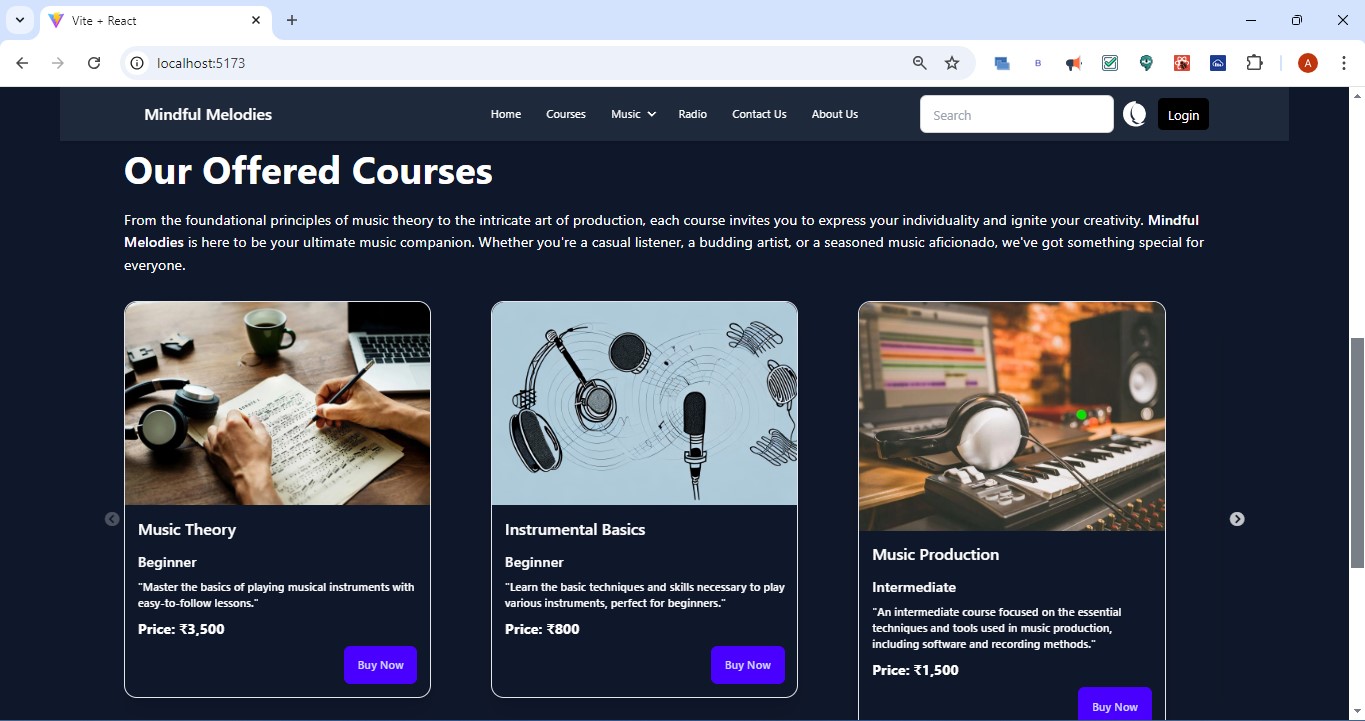 Vite + React
localhost:5173
B
A
Mindful Melodies
Home
Courses
Music
Radio
Contact Us
About Us
Search
Login
Our Offered Courses
From the foundational principles of music theory to the intricate art of production, each course invites you to express your individuality and ignite your creativity. Mindful
Melodies is here to be your ultimate music companion. Whether you're a casual listener, a budding artist, or a seasoned music aficionado, we've got something special for
everyone.
Music Theory
Beginner
"Master the basics of playing musical instruments with
easy-to-follow lessons."
Price: ₹3,500
Buy Now
Instrumental Basics
Beginner
"Learn the basic techniques and skills necessary to play
various instruments, perfect for beginners."
Price: ₹800
Buy Now
Music Production
Intermediate
"An intermediate course focused on the essential
techniques and tools used in music production,
including software and recording methods."
Price: ₹1,500
Buy Now